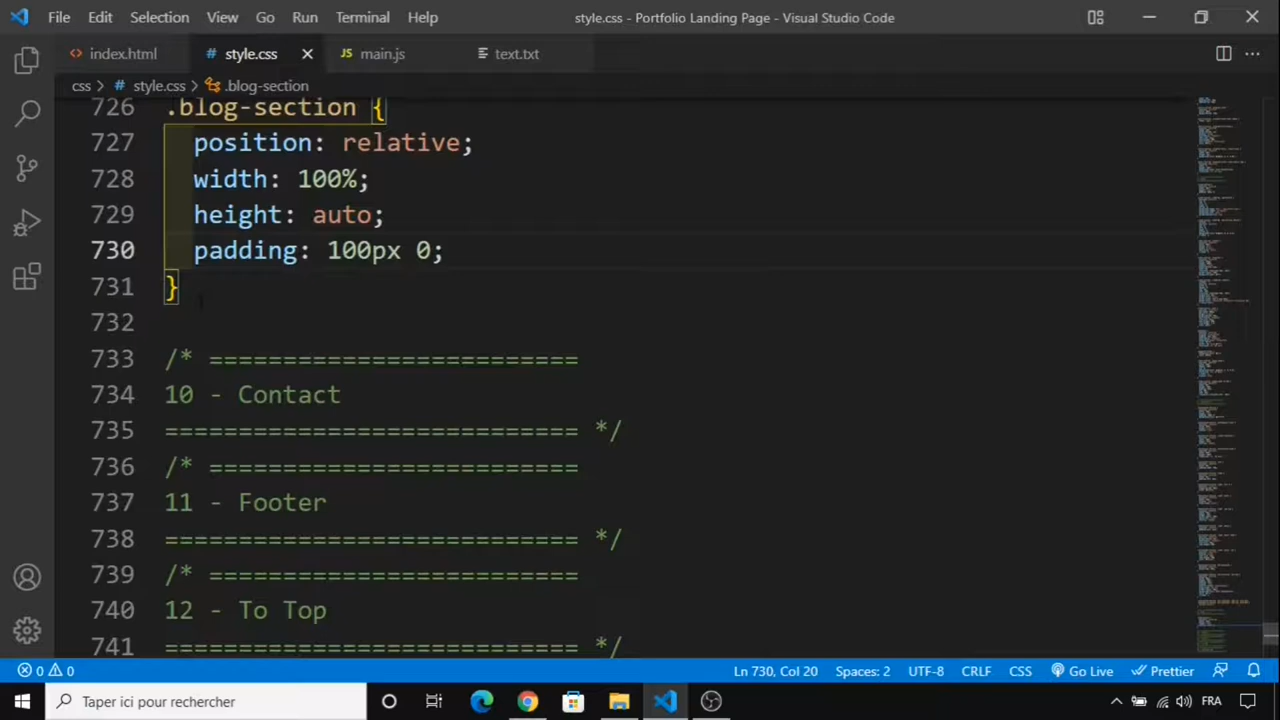 File Edit Selection View Go Run Terminal Help
style.css - Portfolio Landing Page - Visual Studio Code
index.html
# style.css
JS main.js
text.txt
css > # style.css > .blog-section
726 .blog-section {
727 position: relative;
728 width: 100%;
729 height: auto;
730 padding: 100px 0;
731 }
732
733 /* =========================
734 10 - Contact
735 ============================ */
736 /* =========================
737 11 - Footer
738 ============================ */
739 /* =========================
740 12 - To Top
741 ============================ */
0 0
Ln 730, Col 20
Spaces: 2
UTF-8
CRLF
CSS
Go Live
Prettier
Taper ici pour rechercher
FRA